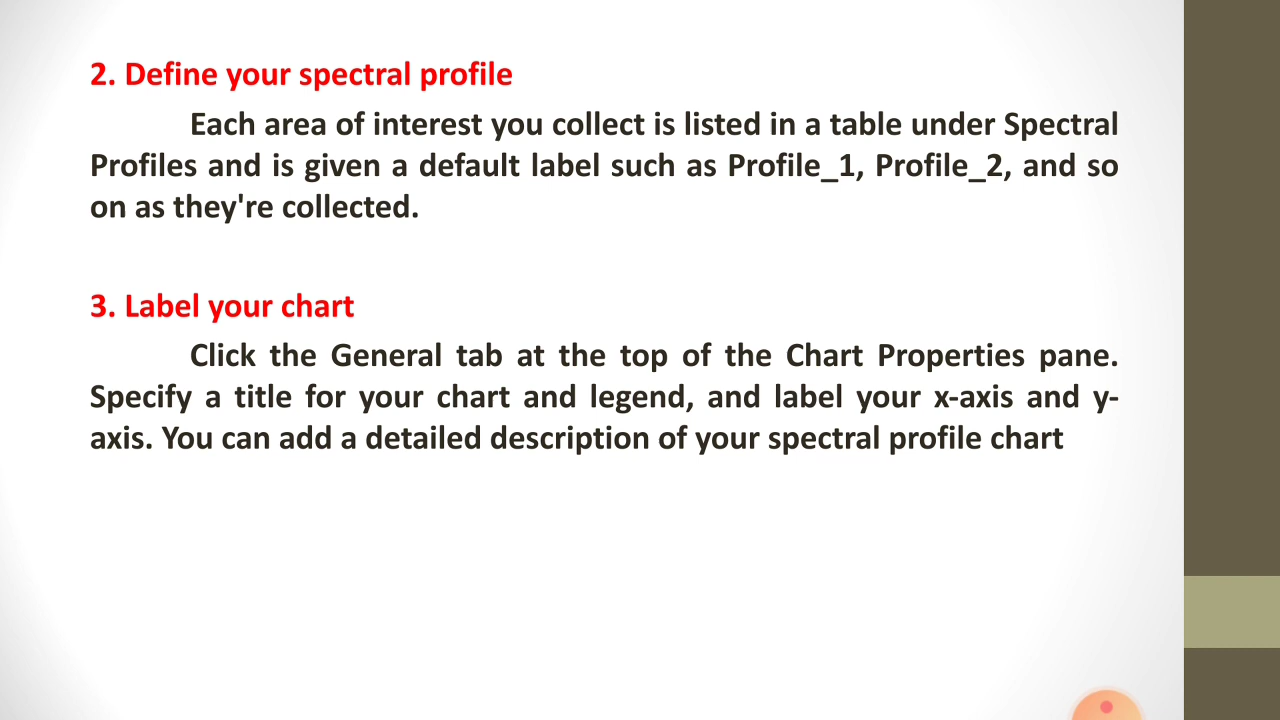 2. Define your spectral profile
Each area of interest you collect is listed in a table under Spectral
Profiles and is given a default label such as Profile_1, Profile_2, and so
on as they're collected.
3. Label your chart
Click the General tab at the top of the Chart Properties pane.
Specify a title for your chart and legend, and label your x-axis and y-
axis. You can add a detailed description of your spectral profile chart